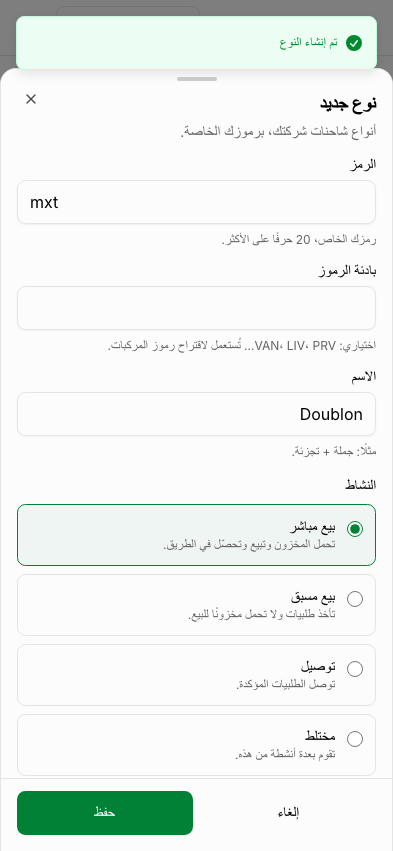 تم إنشاء النوع
نوع جديد
أنواع شاحنات شركتك، برموزك الخاصة.
الرمز
mxt
رمزك الخاص، 20 حرفًا على الأكثر.
بادئة الرموز
اختياري: VAN، LIV، PRV... تُستعمل لاقتراح رموز المركبات.
الاسم
Doublon
مثلًا: جملة + تجزئة.
النشاط
بيع مباشر
تحمل المخزون وتبيع وتحصّل في الطريق.
بيع مسبق
تأخذ طلبيات ولا تحمل مخزونًا للبيع.
توصيل
توصل الطلبيات المؤكدة.
مختلط
تقوم بعدة أنشطة من هذه.
إلغاء
حفظ